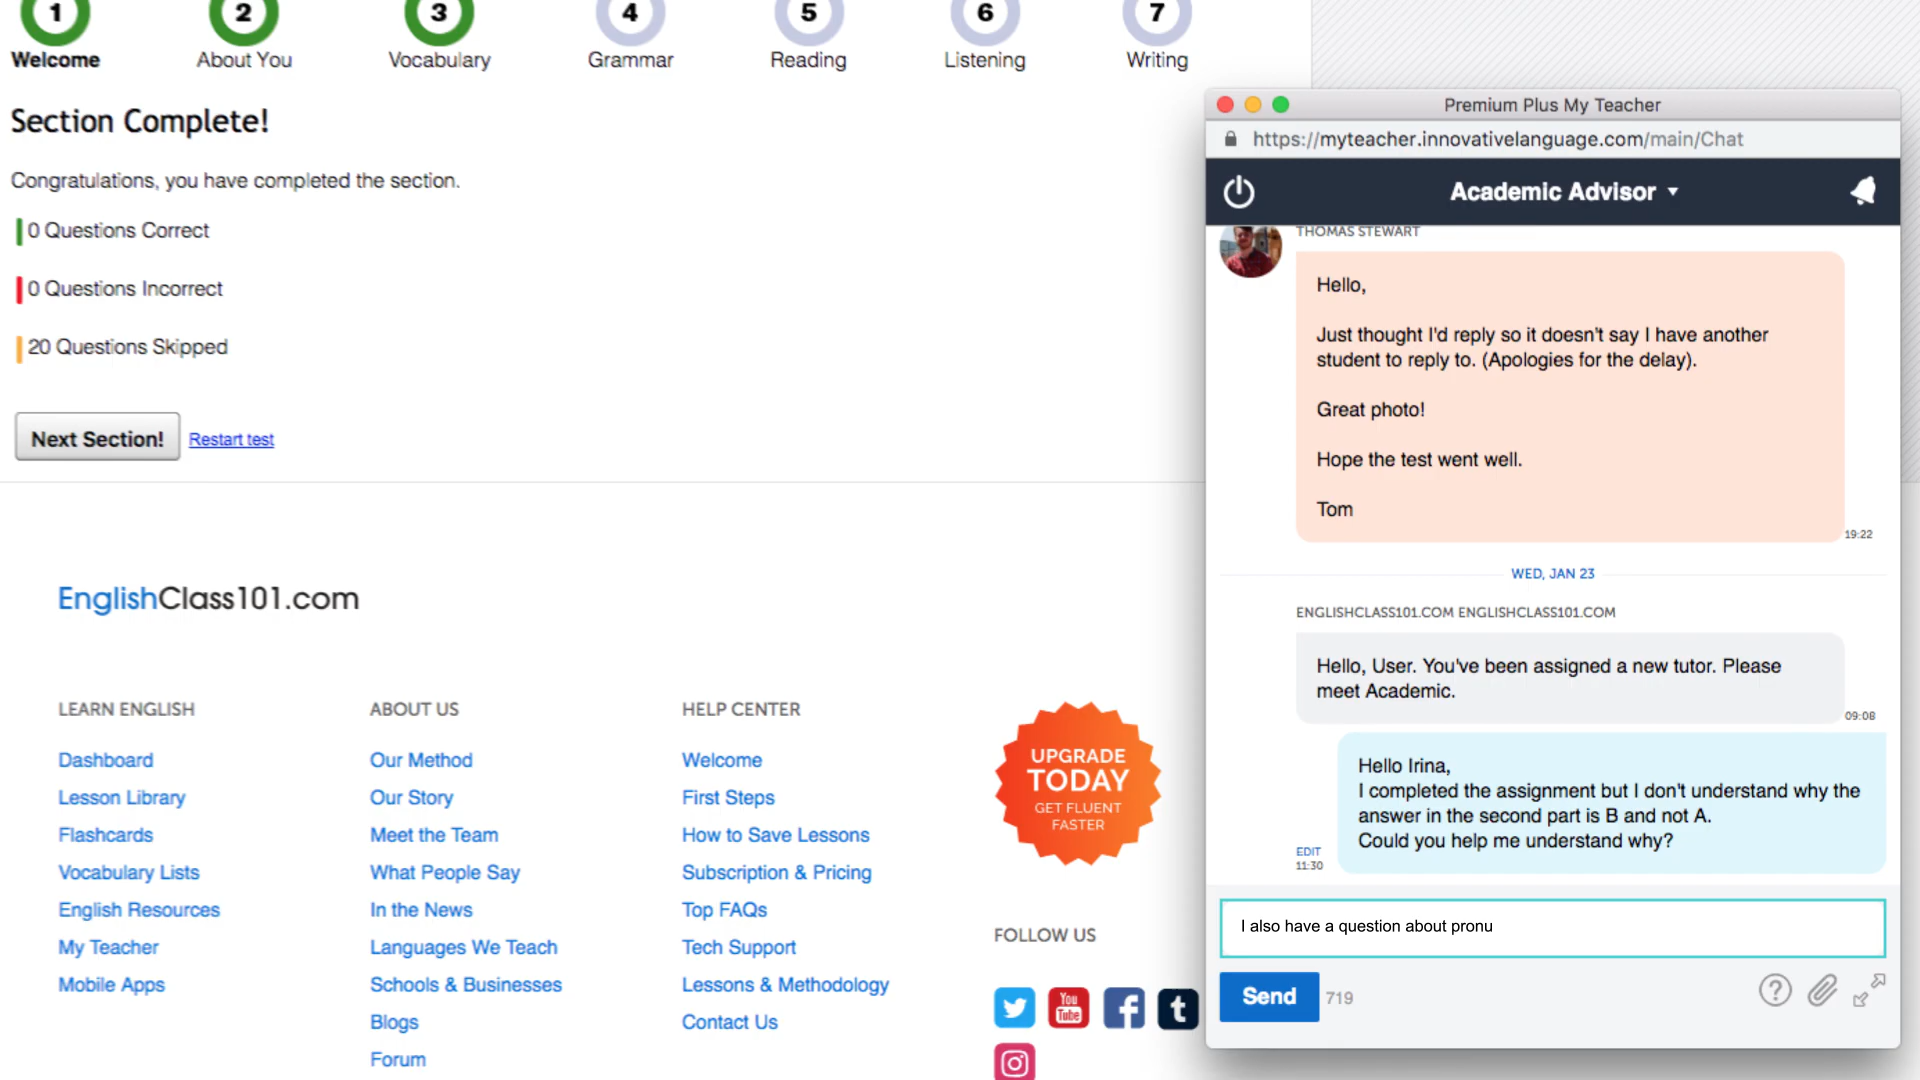 1
2
3
4
5
6
7
Welcome
About You
Vocabulary
Grammar
Reading
Listening
Writing
Section Complete!
Congratulations, you have completed the section.
0 Questions Correct
0 Questions Incorrect
20 Questions Skipped
Next Section!
Restart test
EnglishClass101.com
LEARN ENGLISH
Dashboard
Lesson Library
Flashcards
Vocabulary Lists
English Resources
My Teacher
Mobile Apps
ABOUT US
Our Method
Our Story
Meet the Team
What People Say
In the News
Languages We Teach
Schools & Businesses
Blogs
Forum
HELP CENTER
Welcome
First Steps
How to Save Lessons
Subscription & Pricing
Top FAQs
Tech Support
Lessons & Methodology
Contact Us
UPGRADE
TODAY
GET FLUENT
FASTER
FOLLOW US
You
Tube
f
t
Premium Plus My Teacher
https://myteacher.innovativelanguage.com/main/Chat
Academic Advisor
THOMAS STEWART
Hello,
Just thought I'd reply so it doesn't say I have another
student to reply to. (Apologies for the delay).
Great photo!
Hope the test went well.
Tom
19:22
WED, JAN 23
ENGLISHCLASS101.COM ENGLISHCLASS101.COM
Hello, User. You've been assigned a new tutor. Please
meet Academic.
09:08
Hello Irina,
I completed the assignment but I don't understand why the
answer in the second part is B and not A.
Could you help me understand why?
EDIT
11:30
I also have a question about pronu
Send
719
?